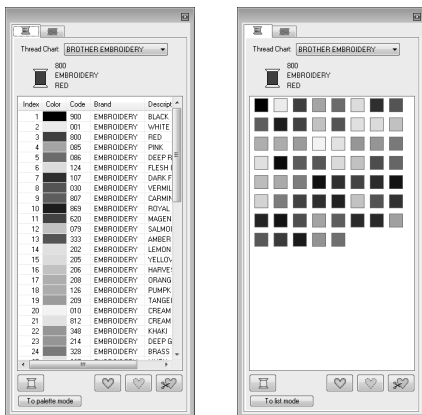 Thread Chart: BROTHER EMBROIDERY
800
EMBROIDERY
RED
Index Color Code Brand Descript
1 900 EMBROIDERY BLACK
2 001 EMBROIDERY WHITE
3 800 EMBROIDERY RED
4 085 EMBROIDERY PINK
5 086 EMBROIDERY DEEP R
6 124 EMBROIDERY FLESH
7 107 EMBROIDERY DARK F
8 030 EMBROIDERY VERMIL
9 807 EMBROIDERY CARMIN
10 869 EMBROIDERY ROYAL
11 620 EMBROIDERY MAGEN
12 079 EMBROIDERY SALMO
13 333 EMBROIDERY AMBER
14 202 EMBROIDERY LEMON
15 205 EMBROIDERY YELLOV
16 206 EMBROIDERY HARVE
17 208 EMBROIDERY ORANG
18 126 EMBROIDERY PUMPK
19 209 EMBROIDERY TANGE
20 010 EMBROIDERY CREAM
21 812 EMBROIDERY CREAM
22 348 EMBROIDERY KHAKI
23 214 EMBROIDERY DEEP G
24 328 EMBROIDERY BRASS
To palette mode
Thread Chart: BROTHER EMBROIDERY
800
EMBROIDERY
RED
To list mode